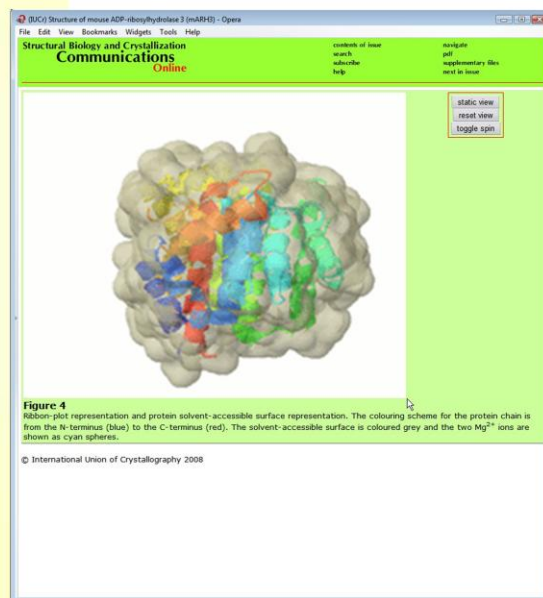 (IUCr) Structure of mouse ADP-ribosylhydrolase 3 (mARH3) - Opera
File Edit View Bookmarks Widgets Tools Help
Structural Biology and Crystallization
Communications
Online
contents of issue
search
subscribe
help
navigate
pdf
supplementary files
next in issue
static view
reset view
toggle spin
Figure 4
Ribbon-plot representation and protein solvent-accessible surface representation. The colouring scheme for the protein chain is
from the N-terminus (blue) to the C-terminus (red). The solvent-accessible surface is coloured grey and the two Mg²⁺ ions are
shown as cyan spheres.
© International Union of Crystallography 2008